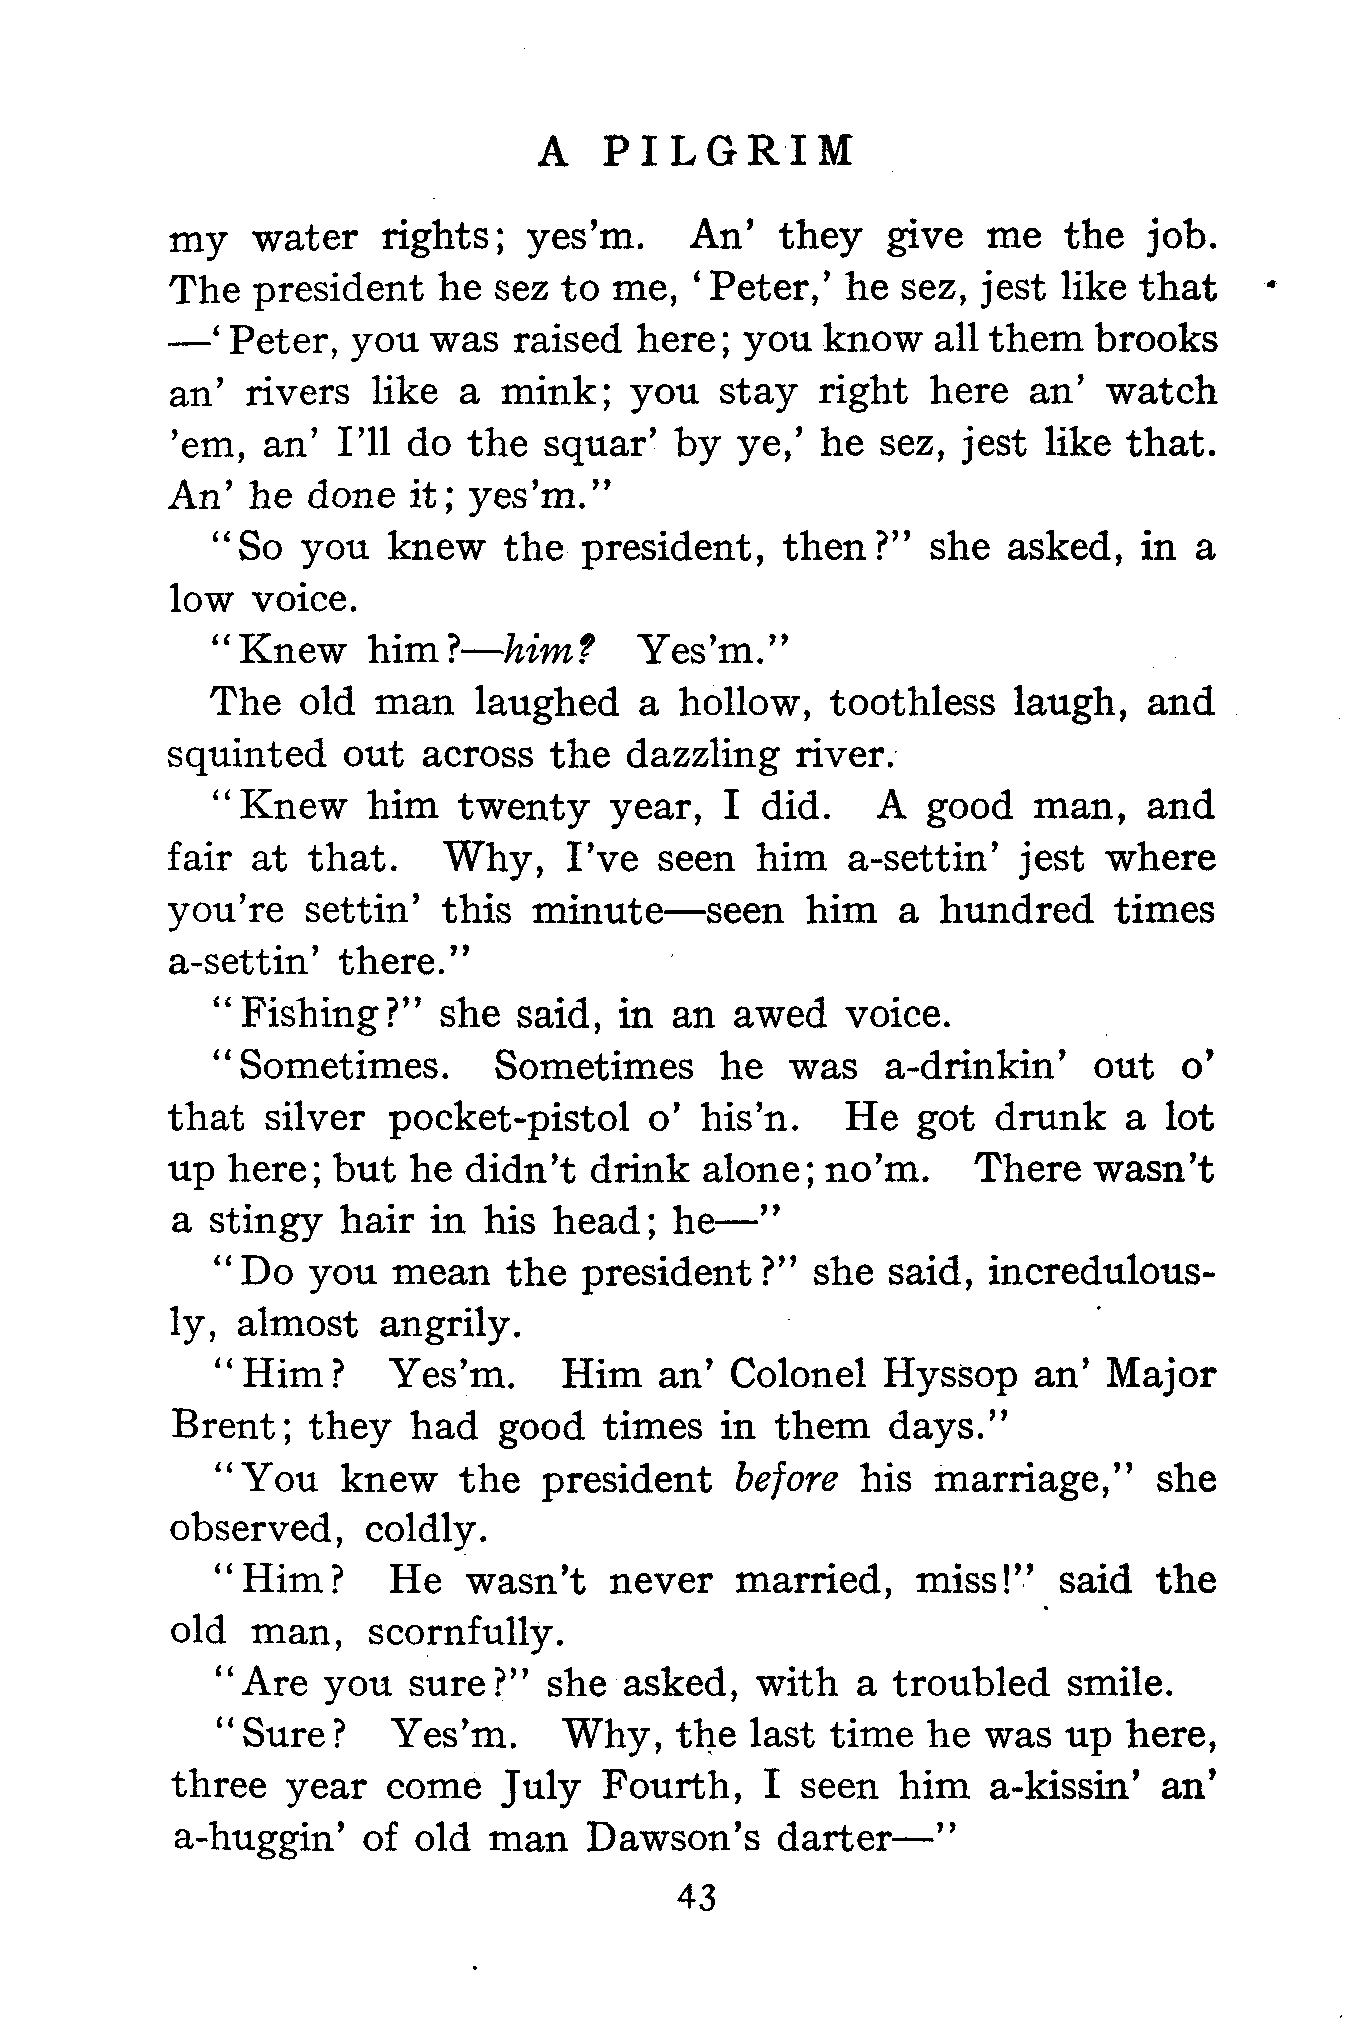 A PILGRIM
my water rights; yes'm. An' they give me the job.
The president he sez to me, 'Peter,' he sez, jest like that
—'Peter, you was raised here; you know all them brooks
an' rivers like a mink; you stay right here an' watch
'em, an' I'll do the squar' by ye,' he sez, jest like that.
An' he done it; yes'm."
"So you knew the president, then?" she asked, in a
low voice.
"Knew him?—him? Yes'm."
The old man laughed a hollow, toothless laugh, and
squinted out across the dazzling river.
"Knew him twenty year, I did. A good man, and
fair at that. Why, I've seen him a-settin' jest where
you're settin' this minute—seen him a hundred times
a-settin' there."
"Fishing?" she said, in an awed voice.
"Sometimes. Sometimes he was a-drinkin' out o'
that silver pocket-pistol o' his'n. He got drunk a lot
up here; but he didn't drink alone; no'm. There wasn't
a stingy hair in his head; he—"
"Do you mean the president?" she said, incredulous-
ly, almost angrily.
"Him? Yes'm. Him an' Colonel Hyssop an' Major
Brent; they had good times in them days."
"You knew the president before his marriage," she
observed, coldly.
"Him? He wasn't never married, miss!" said the
old man, scornfully.
"Are you sure?" she asked, with a troubled smile.
"Sure? Yes'm. Why, the last time he was up here,
three year come July Fourth, I seen him a-kissin' an'
a-huggin' of old man Dawson's darter—"
43